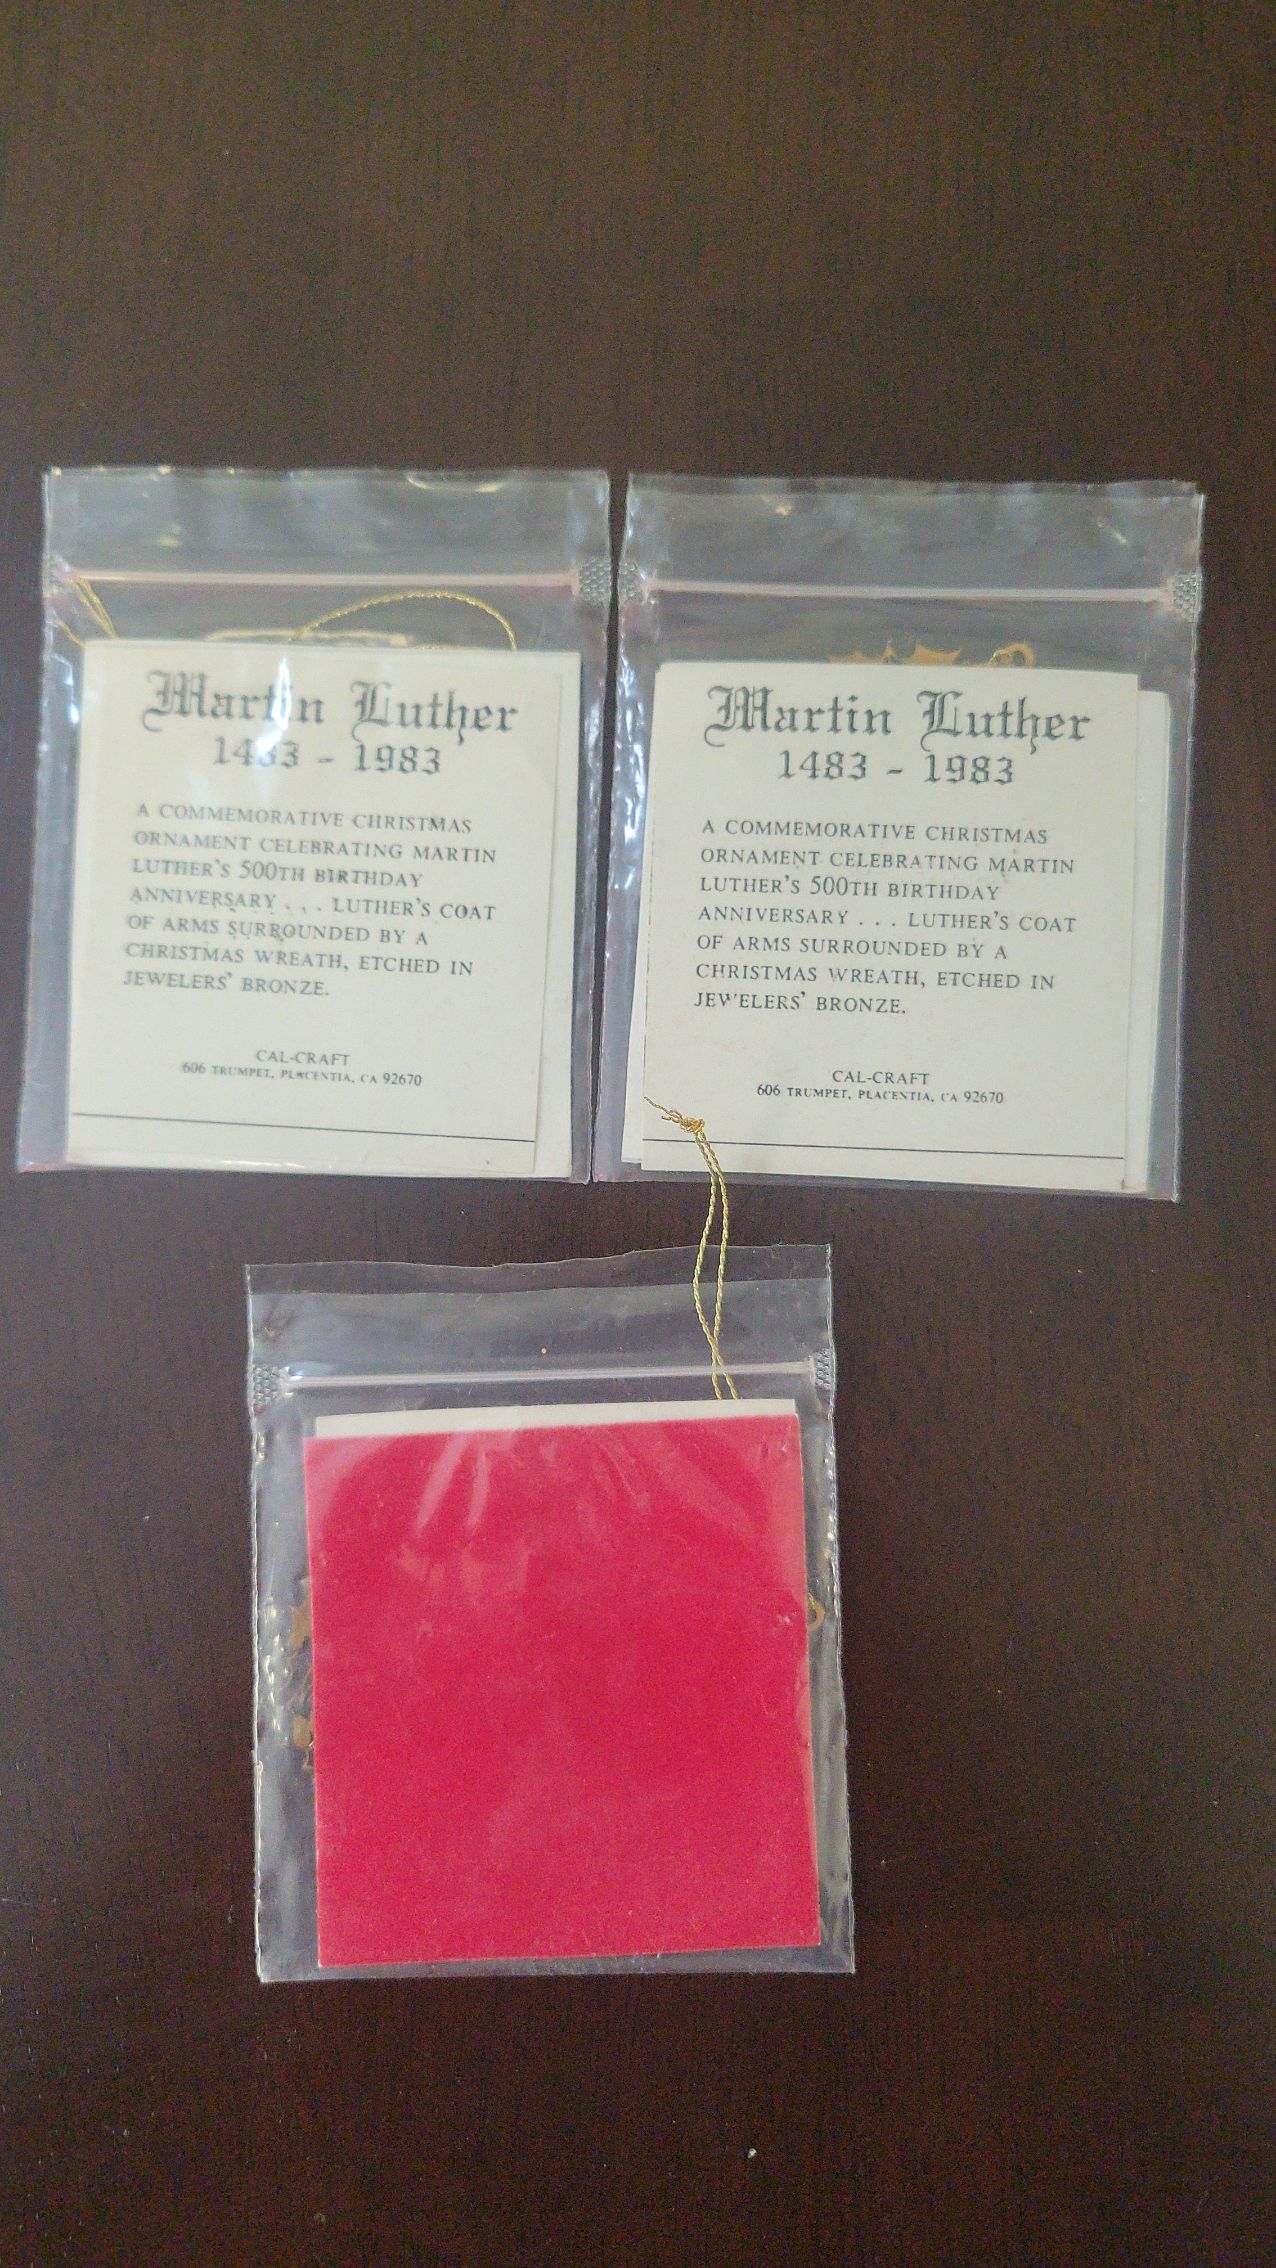 Martin Luther
1483 - 1983
A COMMEMORATIVE CHRISTMAS
ORNAMENT CELEBRATING MARTIN
LUTHER'S 500TH BIRTHDAY
ANNIVERSARY . . . LUTHER'S COAT
OF ARMS SURROUNDED BY A
CHRISTMAS WREATH, ETCHED IN
JEWELERS' BRONZE.
CAL-CRAFT
606 TRUMPET, PLACENTIA, CA 92670
Martin Luther
1483 - 1983
A COMMEMORATIVE CHRISTMAS
ORNAMENT CELEBRATING MARTIN
LUTHER'S 500TH BIRTHDAY
ANNIVERSARY . . . LUTHER'S COAT
OF ARMS SURROUNDED BY A
CHRISTMAS WREATH, ETCHED IN
JEWELERS' BRONZE.
CAL-CRAFT
606 TRUMPET, PLACENTIA, CA 92670